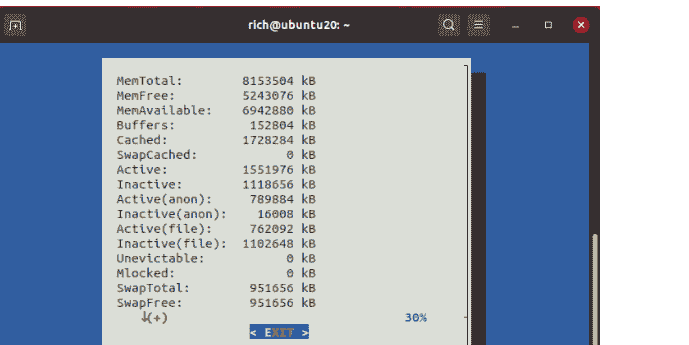 rich@ubuntu20: ~
MemTotal: 8153504 kB
MemFree: 5243076 kB
MemAvailable: 6942880 kB
Buffers: 152804 kB
Cached: 1728284 kB
SwapCached: 0 kB
Active: 1551976 kB
Inactive: 1118656 kB
Active(anon): 789884 kB
Inactive(anon): 16008 kB
Active(file): 762092 kB
Inactive(file): 1102648 kB
Unevictable: 0 kB
Mlocked: 0 kB
SwapTotal: 951656 kB
SwapFree: 951656 kB
↓(+) 30%
< EXIT >